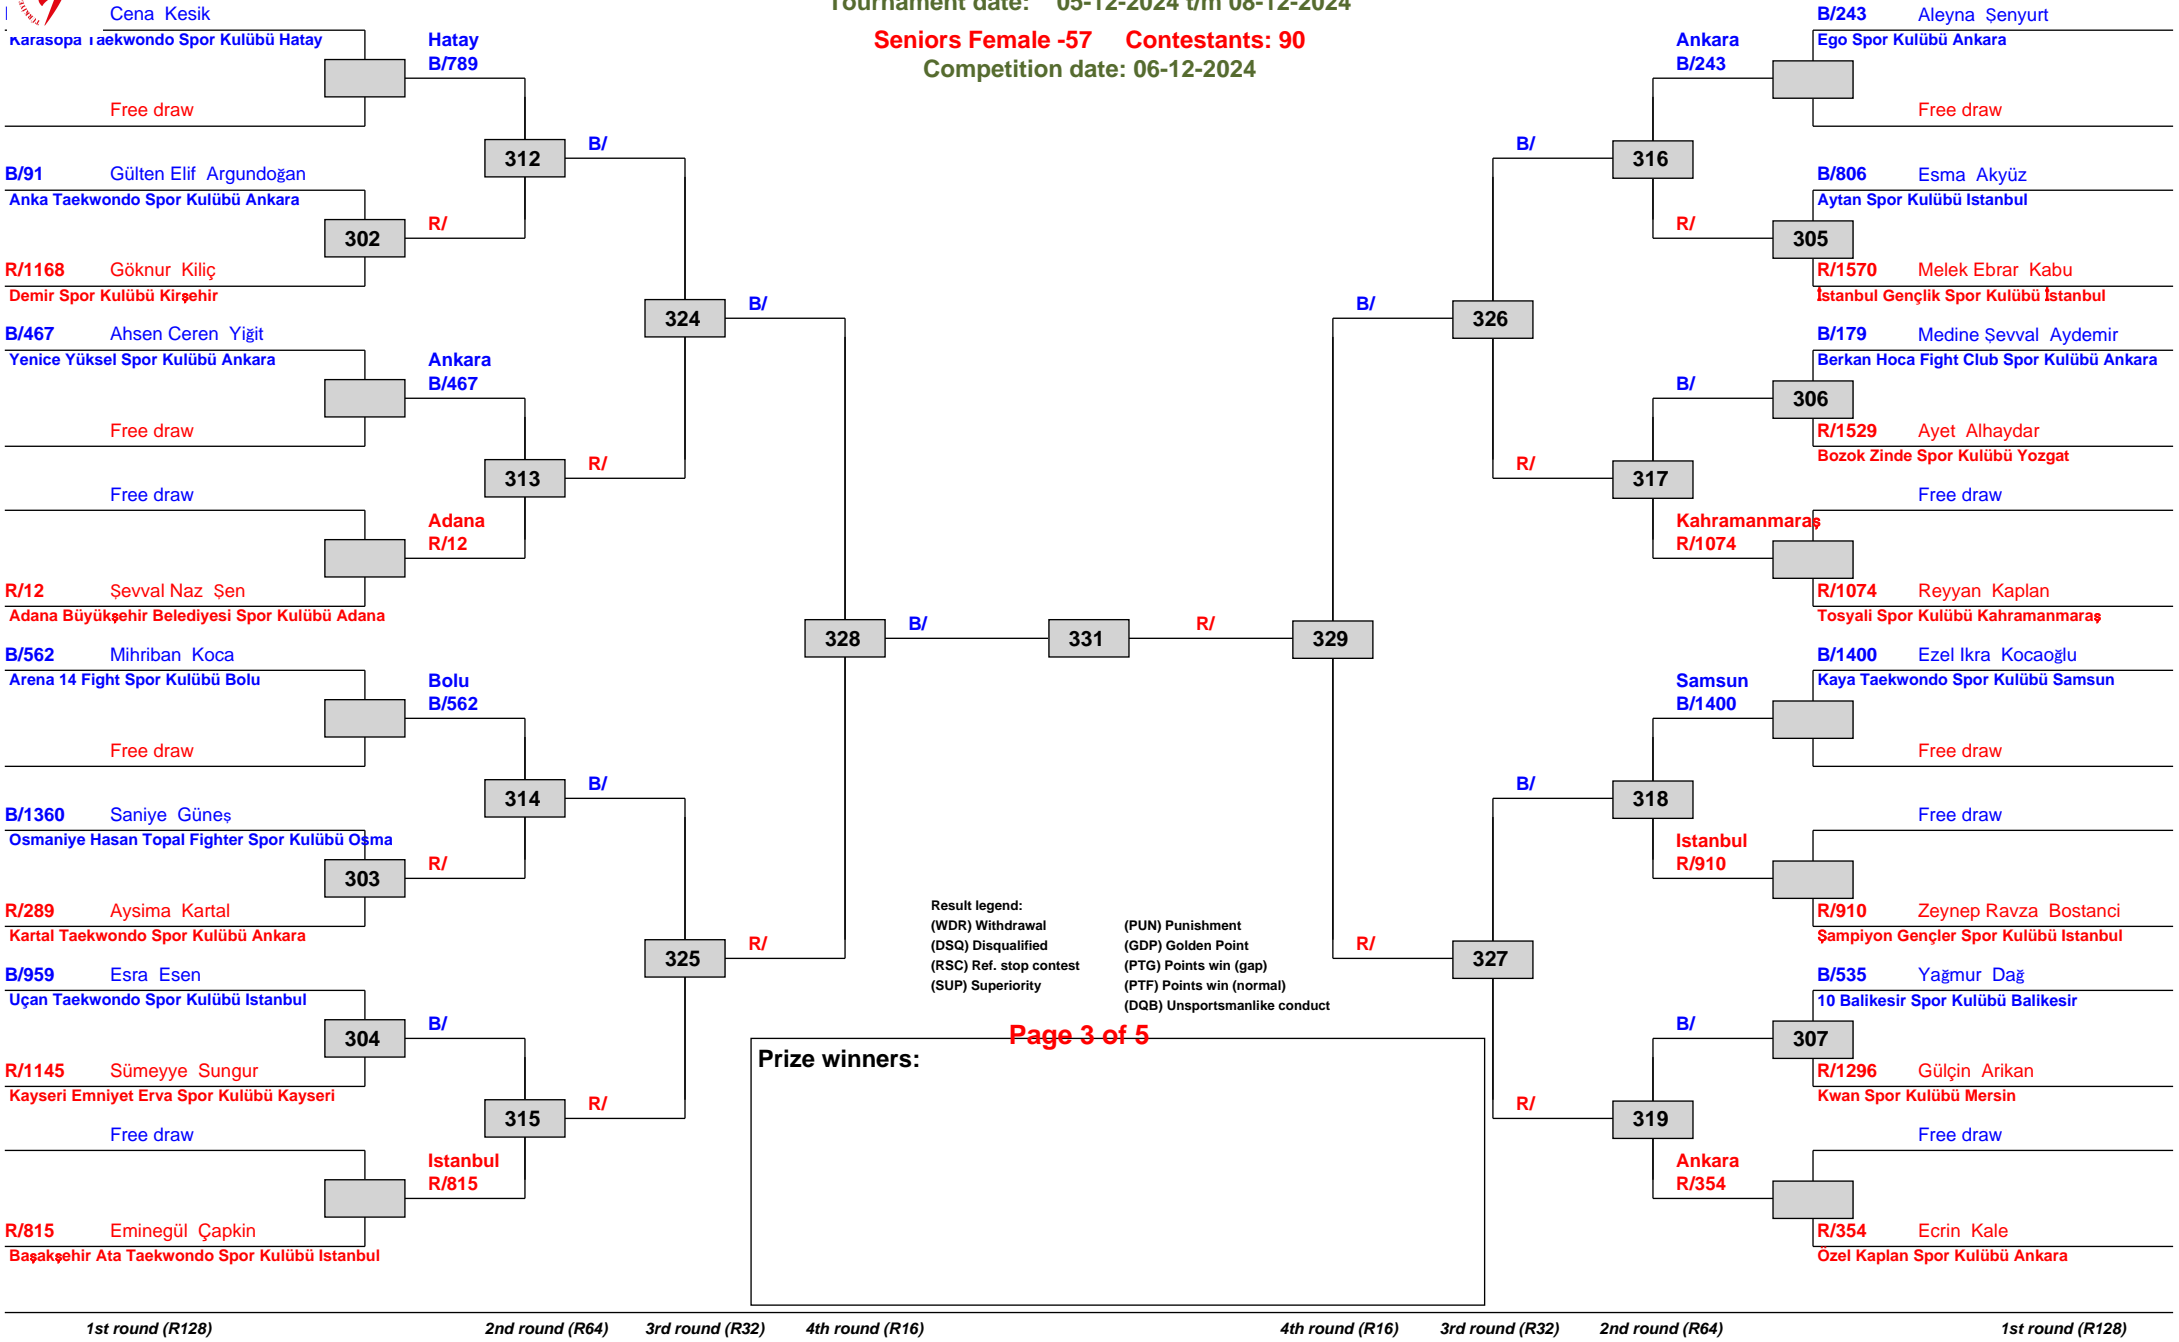 Tournament date: 05-12-2024 t/m 08-12-2024
Seniors Female -57 Contestants: 90
Competition date: 06-12-2024
Cena Kesik
Karasopa Taekwondo Spor Kulübü Hatay
Hatay
B/789
Free draw
312
B/
B/91 Gülten Elif Argundoğan
Anka Taekwondo Spor Kulübü Ankara
302
R/
R/1168 Göknur Kiliç
Demir Spor Kulübü Kirşehir
324
B/
B/467 Ahsen Ceren Yiğit
Yenice Yüksel Spor Kulübü Ankara
Ankara
B/467
Free draw
313
R/
Free draw
Adana
R/12
R/12 Şevval Naz Şen
Adana Büyükşehir Belediyesi Spor Kulübü Adana
328
B/
331
R/
329
B/562 Mihriban Koca
Arena 14 Fight Spor Kulübü Bolu
Bolu
B/562
Free draw
314
B/
B/1360 Saniye Güneş
Osmaniye Hasan Topal Fighter Spor Kulübü Osma
303
R/
R/289 Aysima Kartal
Kartal Taekwondo Spor Kulübü Ankara
325
R/
B/959 Esra Esen
Uçan Taekwondo Spor Kulübü Istanbul
304
B/
R/1145 Sümeyye Sungur
Kayseri Emniyet Erva Spor Kulübü Kayseri
315
R/
Free draw
Istanbul
R/815
R/815 Eminegül Çapkin
Başakşehir Ata Taekwondo Spor Kulübü Istanbul
B/243 Aleyna Şenyurt
Ego Spor Kulübü Ankara
Ankara
B/243
Free draw
B/
316
B/806 Esma Akyüz
Aytan Spor Kulübü Istanbul
R/
305
R/1570 Melek Ebrar Kabu
İstanbul Gençlik Spor Kulübü İstanbul
B/
326
B/179 Medine Şevval Aydemir
Berkan Hoca Fight Club Spor Kulübü Ankara
B/
306
R/1529 Ayet Alhaydar
Bozok Zinde Spor Kulübü Yozgat
R/
317
Free draw
Kahramanmaraş
R/1074
R/1074 Reyyan Kaplan
Tosyali Spor Kulübü Kahramanmaraş
B/1400 Ezel Ikra Kocaoğlu
Kaya Taekwondo Spor Kulübü Samsun
Samsun
B/1400
Free draw
B/
318
Free draw
Istanbul
R/910
R/910 Zeynep Ravza Bostanci
Şampiyon Gençler Spor Kulübü Istanbul
R/
327
B/535 Yağmur Dağ
10 Balikesir Spor Kulübü Balikesir
B/
307
R/1296 Gülçin Arikan
Kwan Spor Kulübü Mersin
R/
319
Free draw
Ankara
R/354
R/354 Ecrin Kale
Özel Kaplan Spor Kulübü Ankara
Result legend:
(WDR) Withdrawal (PUN) Punishment
(DSQ) Disqualified (GDP) Golden Point
(RSC) Ref. stop contest (PTG) Points win (gap)
(SUP) Superiority (PTF) Points win (normal)
(DQB) Unsportsmanlike conduct
Page 3 of 5
Prize winners:
1st round (R128) 2nd round (R64) 3rd round (R32) 4th round (R16) 4th round (R16) 3rd round (R32) 2nd round (R64) 1st round (R128)